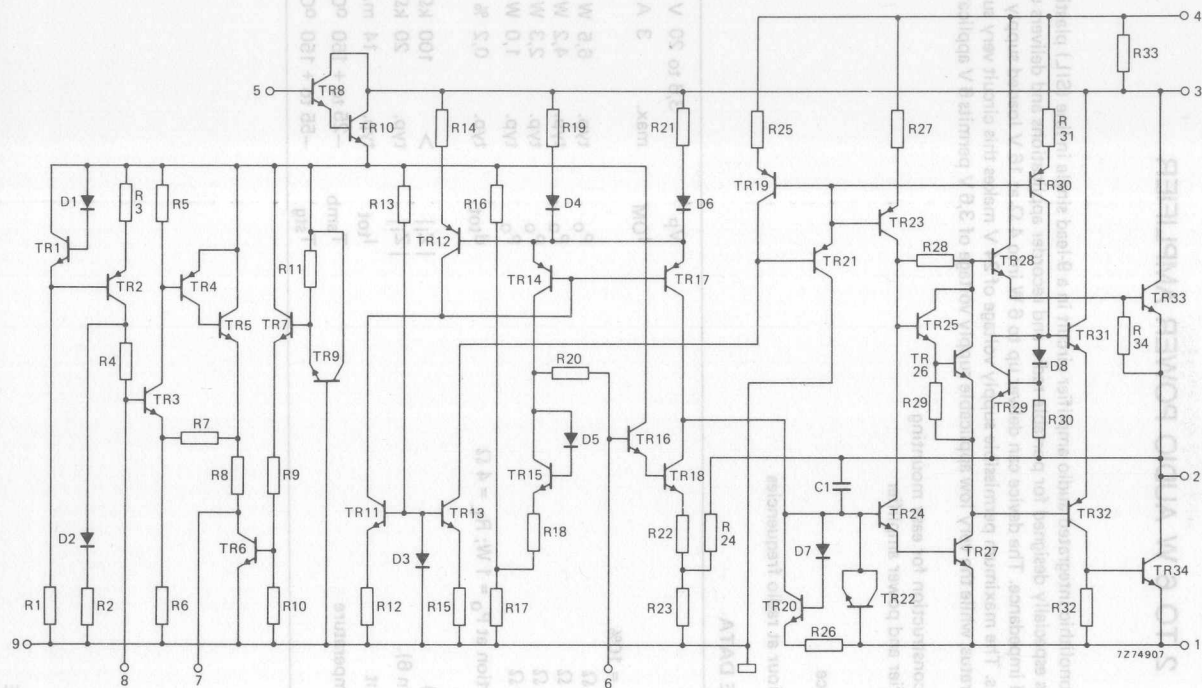 4
R33
5
TR8
3
TR10
R14
R19
R21
R25
R27
R
31
D1
R
3
R5
R13
R16
D4
D6
TR19
TR30
TR1
TR12
TR23
R11
R28
TR28
TR2
TR4
TR14
TR17
TR21
TR33
TR5
TR7
TR25
TR31
R
34
R4
TR9
R20
TR
26
D8
TR3
R29
TR29
R30
R7
D5
TR16
R8
R9
TR15
TR18
2
C1
TR11
TR13
TR24
TR32
D2
TR6
R18
R22
R
24
D3
D7
TR27
TR34
R1
R2
R6
R10
R12
R15
R17
R23
TR20
TR22
R32
R26
9
1
7Z74907
8
7
6